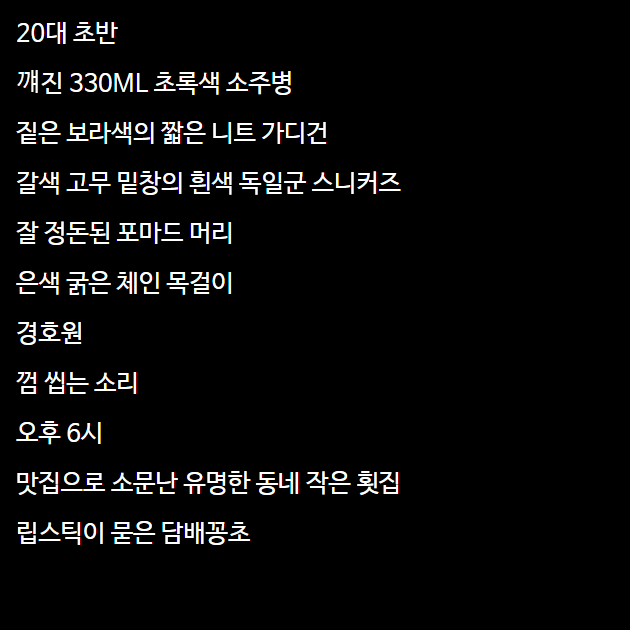 20대 초반
꺠진 330ML 초록색 소주병
짙은 보라색의 짧은 니트 가디건
갈색 고무 밑창의 흰색 독일군 스니커즈
잘 정돈된 포마드 머리
은색 굵은 체인 목걸이
경호원
껌 씹는 소리
오후 6시
맛집으로 소문난 유명한 동네 작은 횟집
립스틱이 묻은 담배꽁초